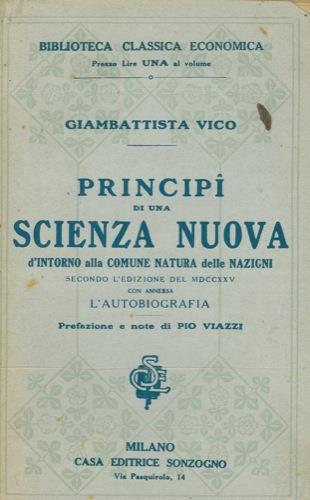 BIBLIOTECA CLASSICA ECONOMICA
Prezzo Lire UNA al volume
GIAMBATTISTA VICO
PRINCIPÎ
DI UNA
SCIENZA NUOVA
d'INTORNO alla COMUNE NATURA delle NAZIGNI
SECONDO L'EDIZIONE DEL MDCCXXV
CON ANNESSA
L'AUTOBIOGRAFIA
Prefazione e note di PIO VIAZZI
MILANO
CASA EDITRICE SONZOGNO
Via Pasquirolo, 14